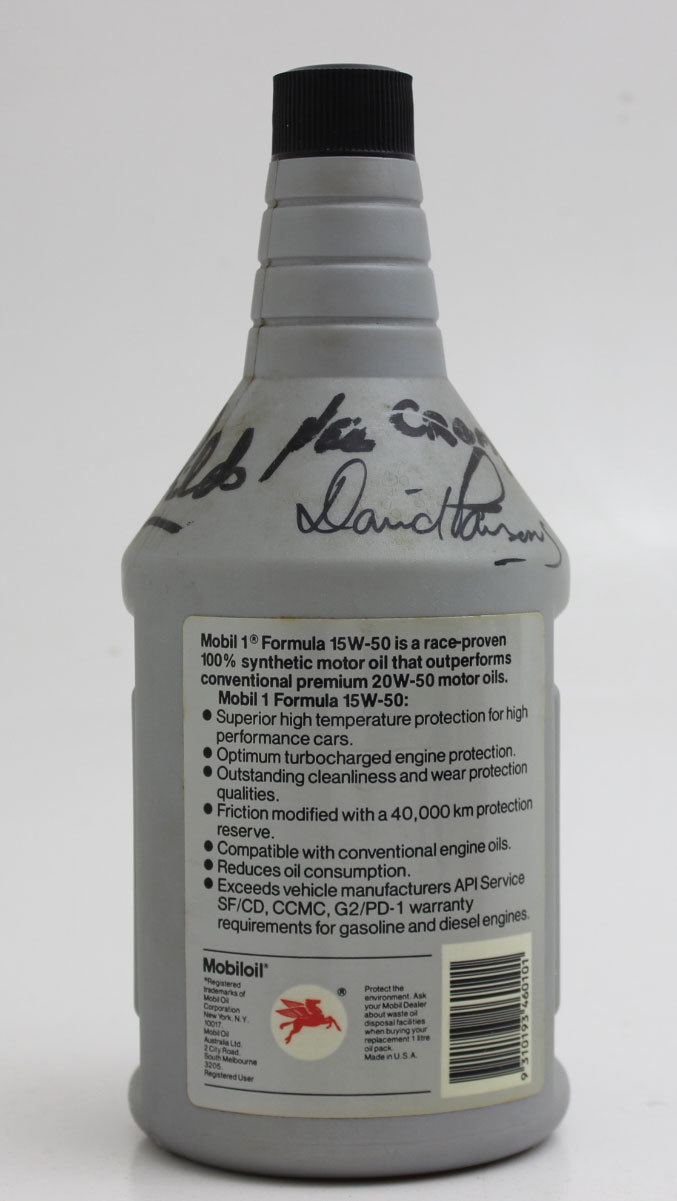 David Parsons
Mobil 1® Formula 15W-50 is a race-proven
100% synthetic motor oil that outperforms
conventional premium 20W-50 motor oils.
Mobil 1 Formula 15W-50:
● Superior high temperature protection for high
performance cars.
● Optimum turbocharged engine protection.
● Outstanding cleanliness and wear protection
qualities.
● Friction modified with a 40,000 km protection
reserve.
● Compatible with conventional engine oils.
● Reduces oil consumption.
● Exceeds vehicle manufacturers API Service
SF/CD, CCMC, G2/PD-1 warranty
requirements for gasoline and diesel engines.
Mobiloil®
®Registered
trademarks of
Mobil Oil
Corporation
New York. N.Y.
10017
Mobil Oil
Australia Ltd.
2 City Road,
South Melbourne
3205.
Registered User
®
Protect the
environment. Ask
your Mobil Dealer
about waste oil
disposal facilities
when buying your
replacement 1 litre
oil pack.
Made in U.S.A.
9 310193 460101